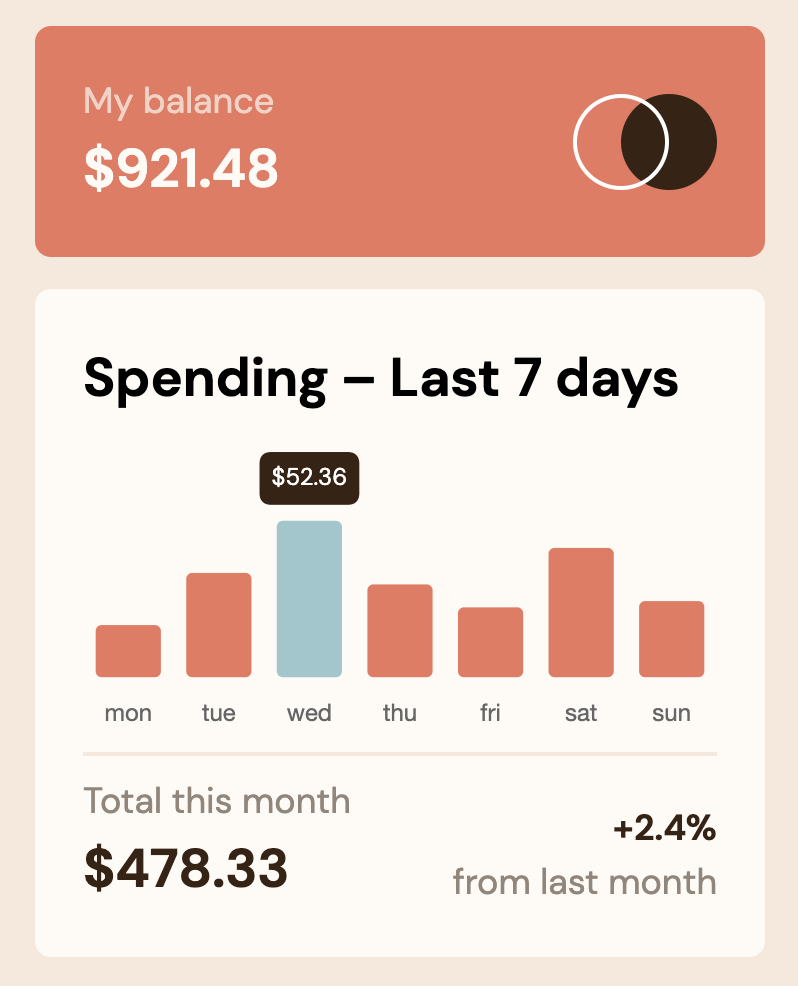 My balance
$921.48
Spending – Last 7 days
$52.36
mon tue wed thu fri sat sun
Total this month
$478.33
+2.4%
from last month